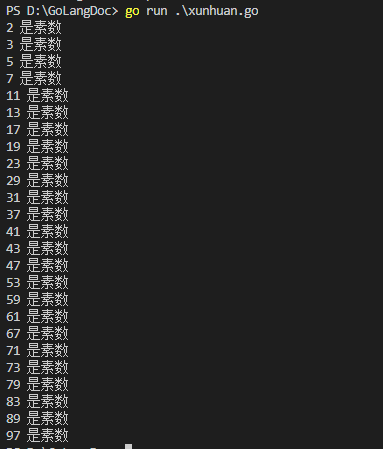 PS D:\GoLangDoc> go run .\xunhuan.go
2 是素数
3 是素数
5 是素数
7 是素数
11 是素数
13 是素数
17 是素数
19 是素数
23 是素数
29 是素数
31 是素数
37 是素数
41 是素数
43 是素数
47 是素数
53 是素数
59 是素数
61 是素数
67 是素数
71 是素数
73 是素数
79 是素数
83 是素数
89 是素数
97 是素数